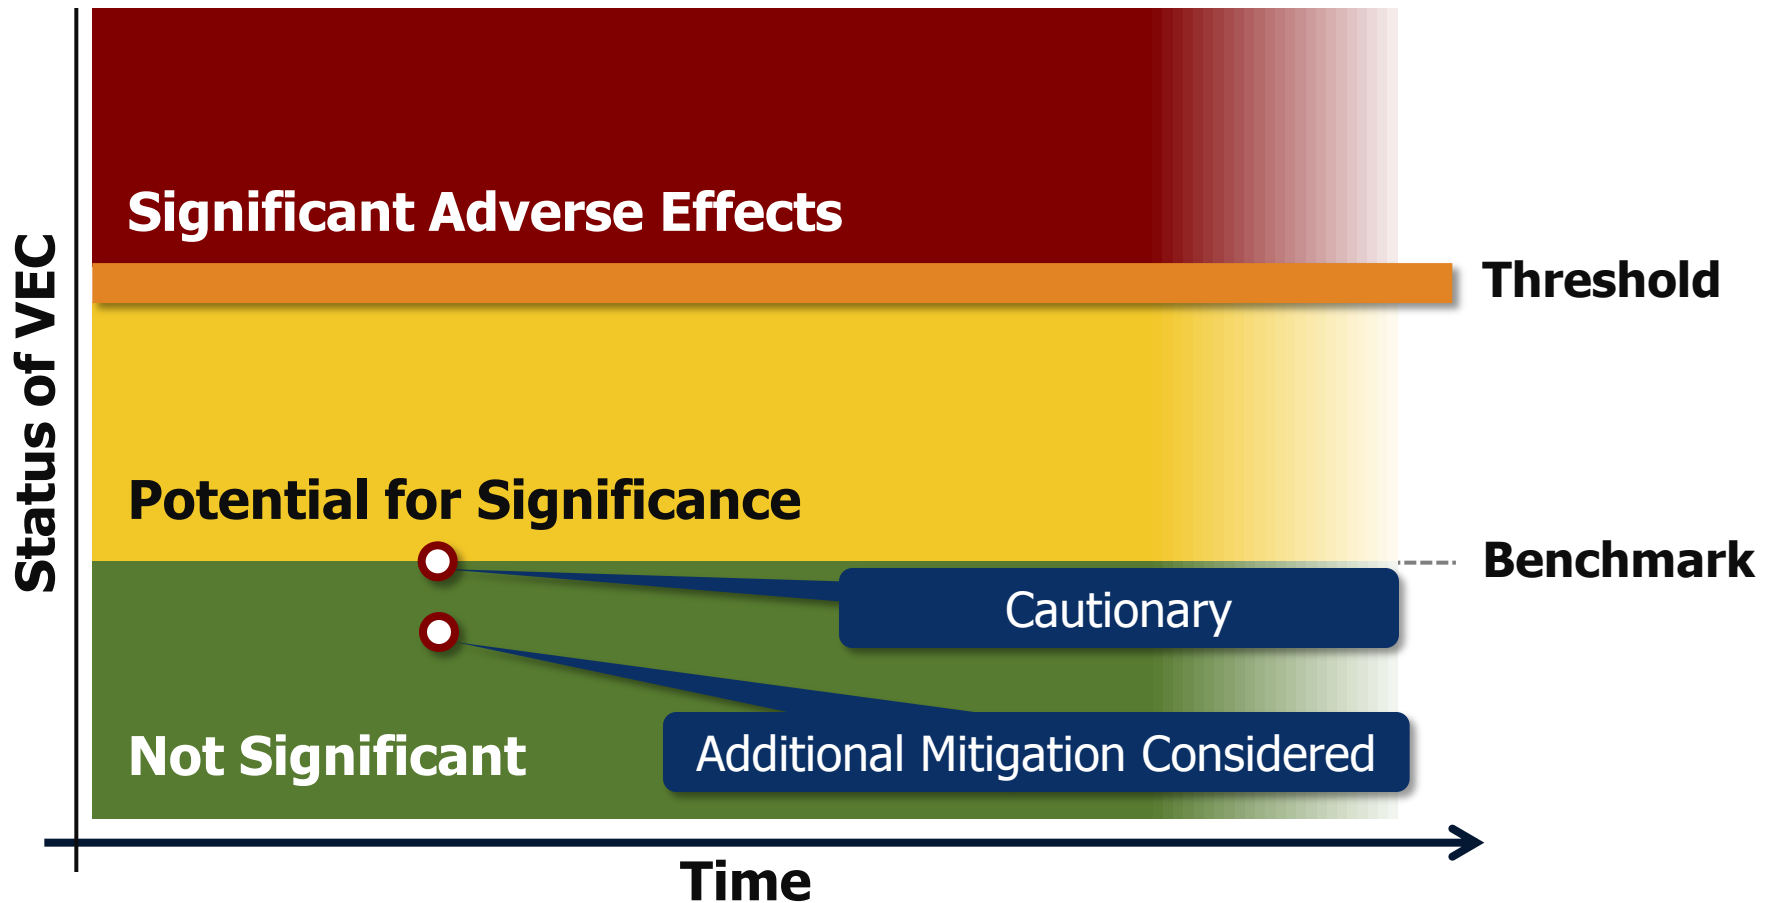 Status of VEC
Significant Adverse Effects
Threshold
Potential for Significance
Benchmark
Cautionary
Not Significant
Additional Mitigation Considered
Time